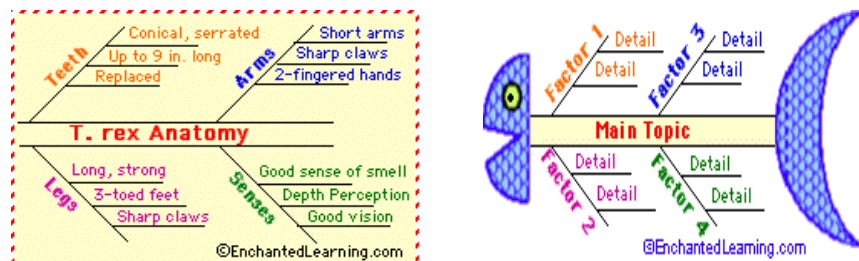 Teeth
Conical, serrated
Up to 9 in. long
Replaced
Arms
Short arms
Sharp claws
2-fingered hands
T. rex Anatomy
Legs
Long, strong
3-toed feet
Sharp claws
Senses
Good sense of smell
Depth Perception
Good vision
©EnchantedLearning.com
Factor 1
Detail
Detail
Factor 3
Detail
Detail
Main Topic
Factor 2
Detail
Detail
Factor 4
Detail
Detail
©EnchantedLearning.com